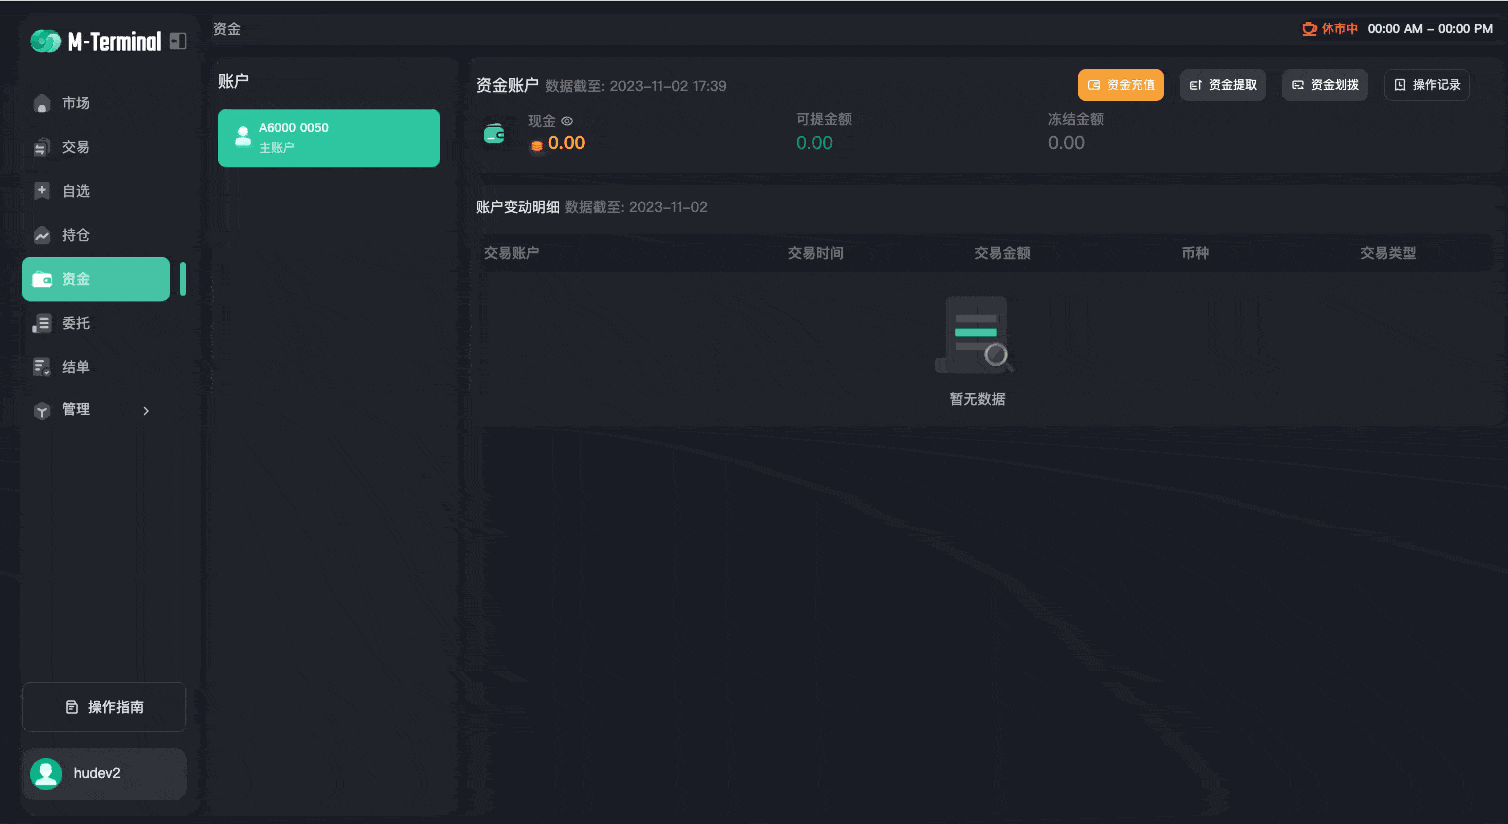 M-Terminal
市场
交易
自选
持仓
资金
委托
结单
管理
操作指南
hudev2
资金
休市中 00:00 AM – 00:00 PM
账户
A6000 0050
主账户
资金账户 数据截至: 2023-11-02 17:39
资金充值 资金提取 资金划拨 操作记录
现金 可提金额 冻结金额
0.00 0.00 0.00
账户变动明细 数据截至: 2023-11-02
交易账户 交易时间 交易金额 币种 交易类型
暂无数据